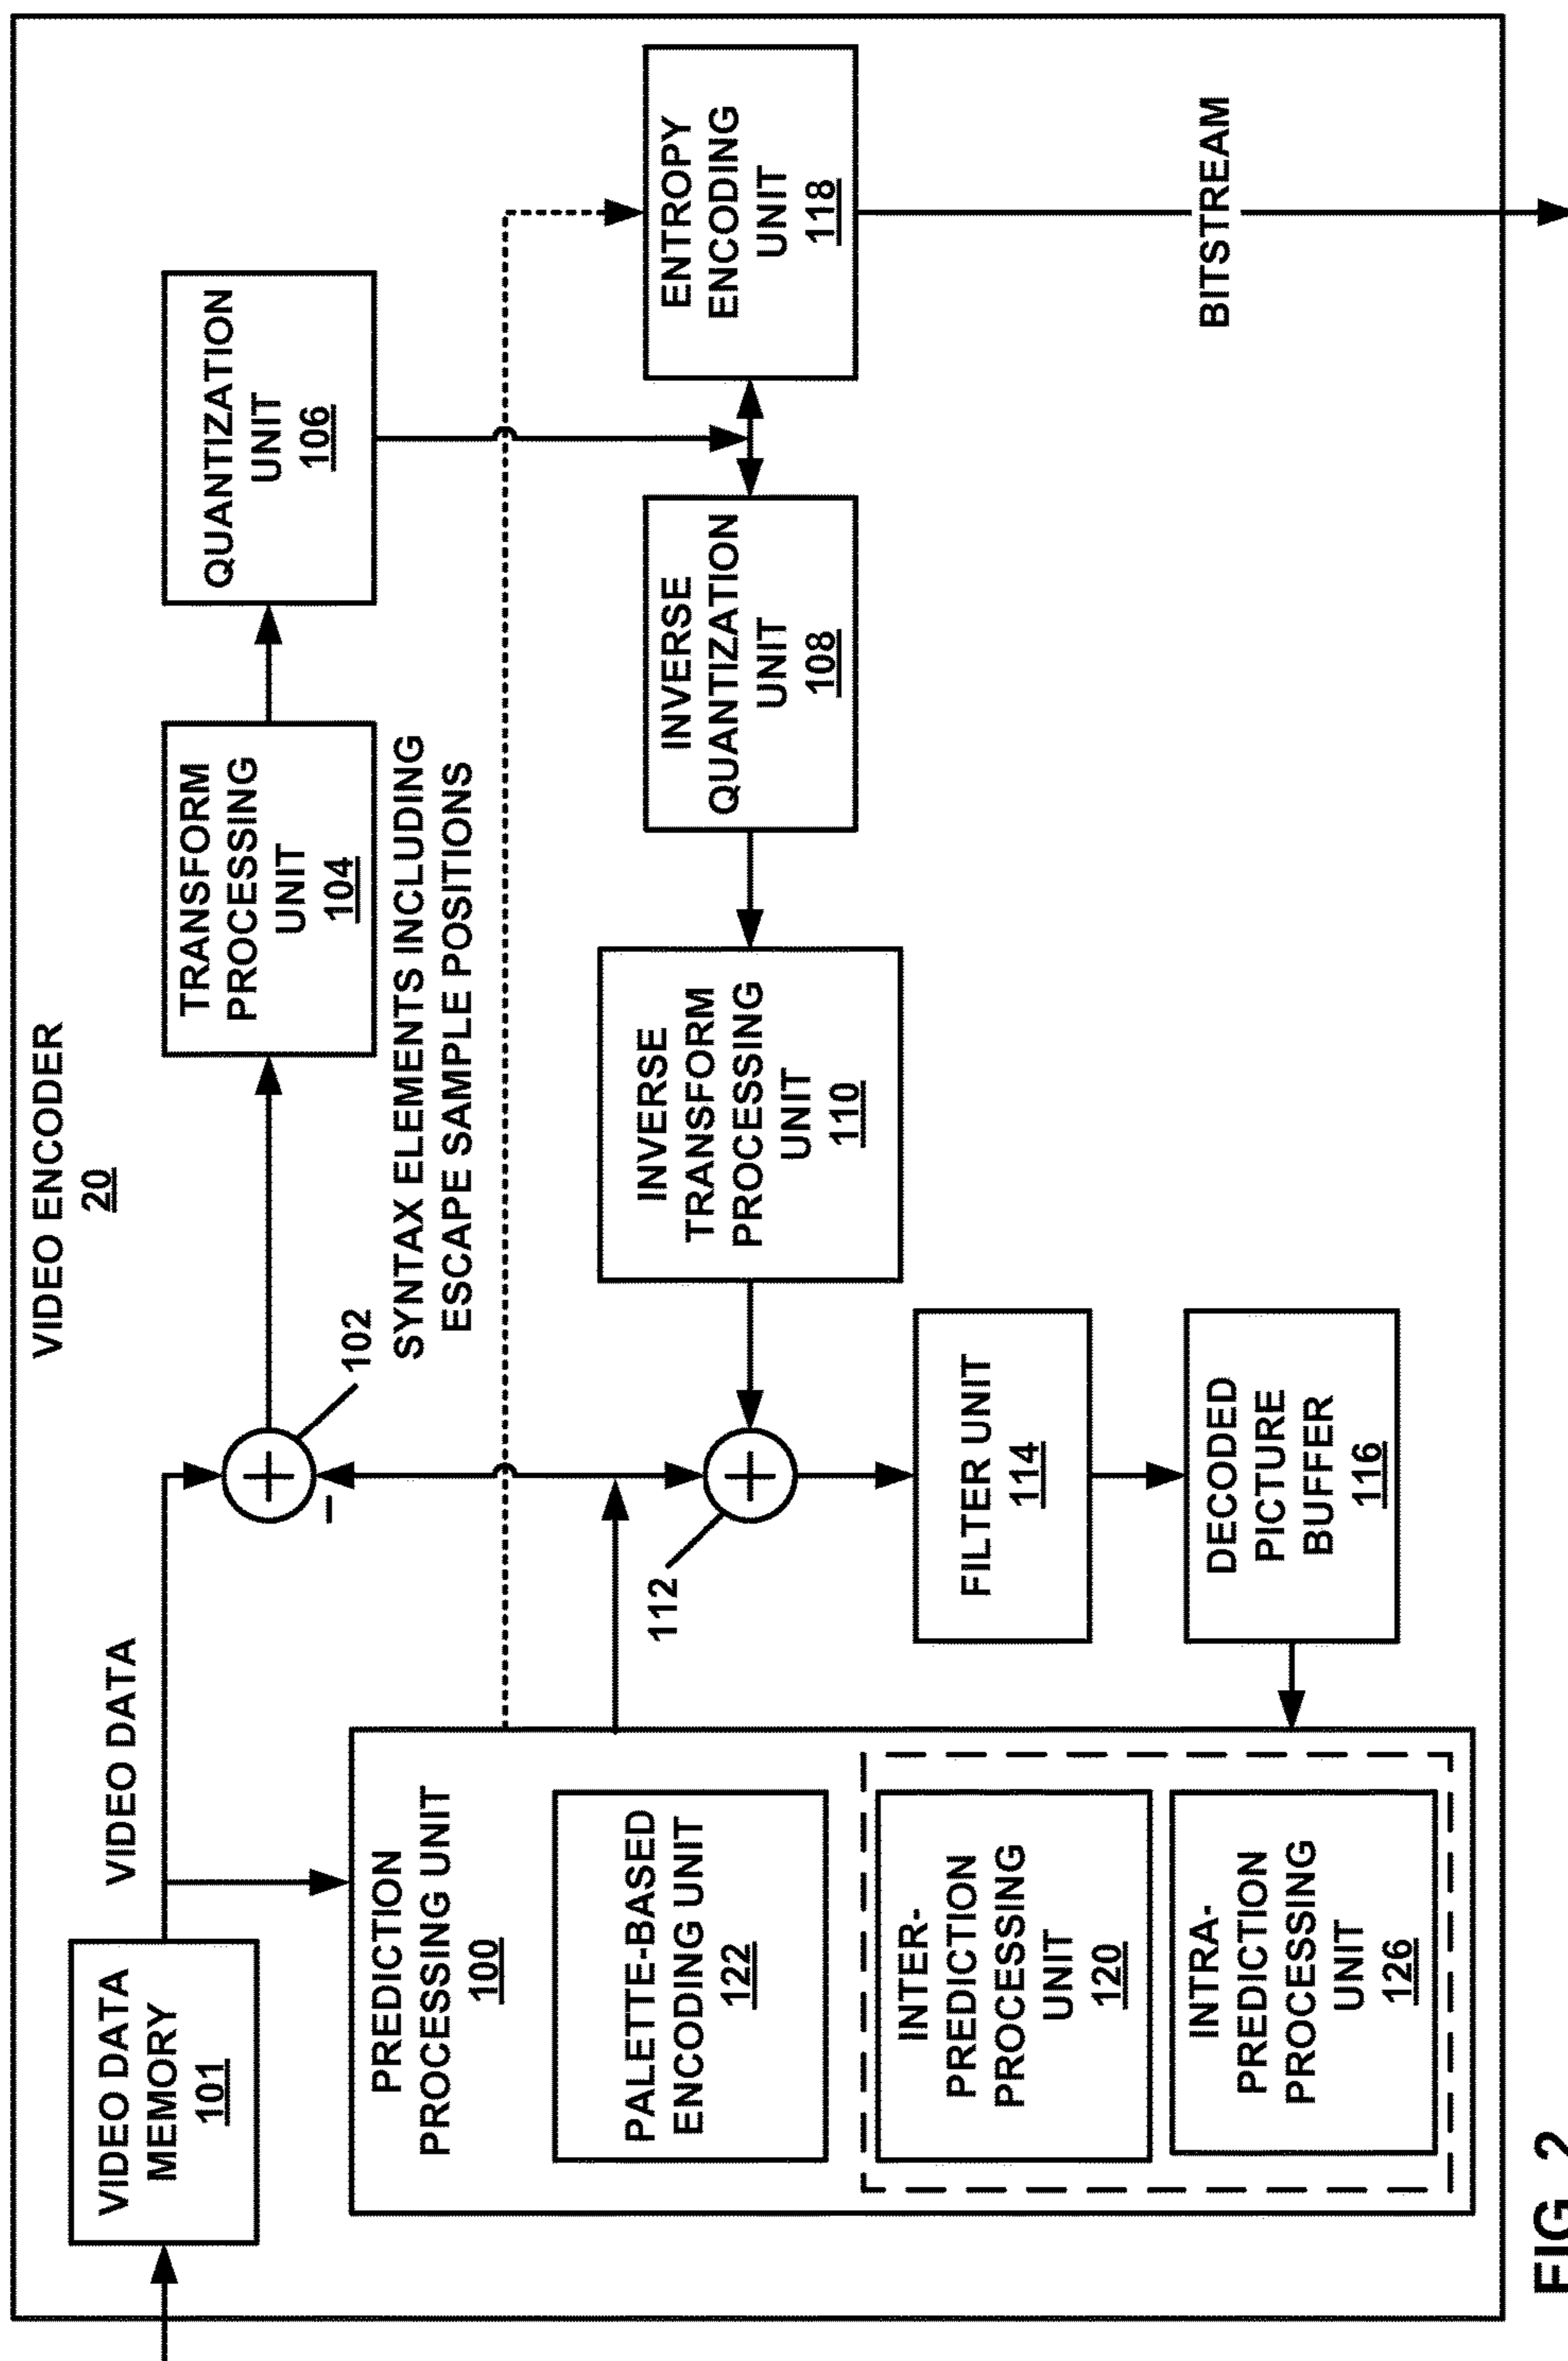 VIDEO ENCODER
20
VIDEO DATA
MEMORY
101
VIDEO DATA
102
TRANSFORM
PROCESSING
UNIT
104
QUANTIZATION
UNIT
106
SYNTAX ELEMENTS INCLUDING
ESCAPE SAMPLE POSITIONS
PREDICTION
PROCESSING UNIT
100
PALETTE-BASED
ENCODING UNIT
122
INTER-
PREDICTION
PROCESSING
UNIT
120
INTRA-
PREDICTION
PROCESSING
UNIT
126
112
INVERSE
TRANSFORM
PROCESSING
UNIT
110
INVERSE
QUANTIZATION
UNIT
108
ENTROPY
ENCODING
UNIT
118
FILTER UNIT
114
DECODED
PICTURE
BUFFER
116
BITSTREAM
FIG. 2